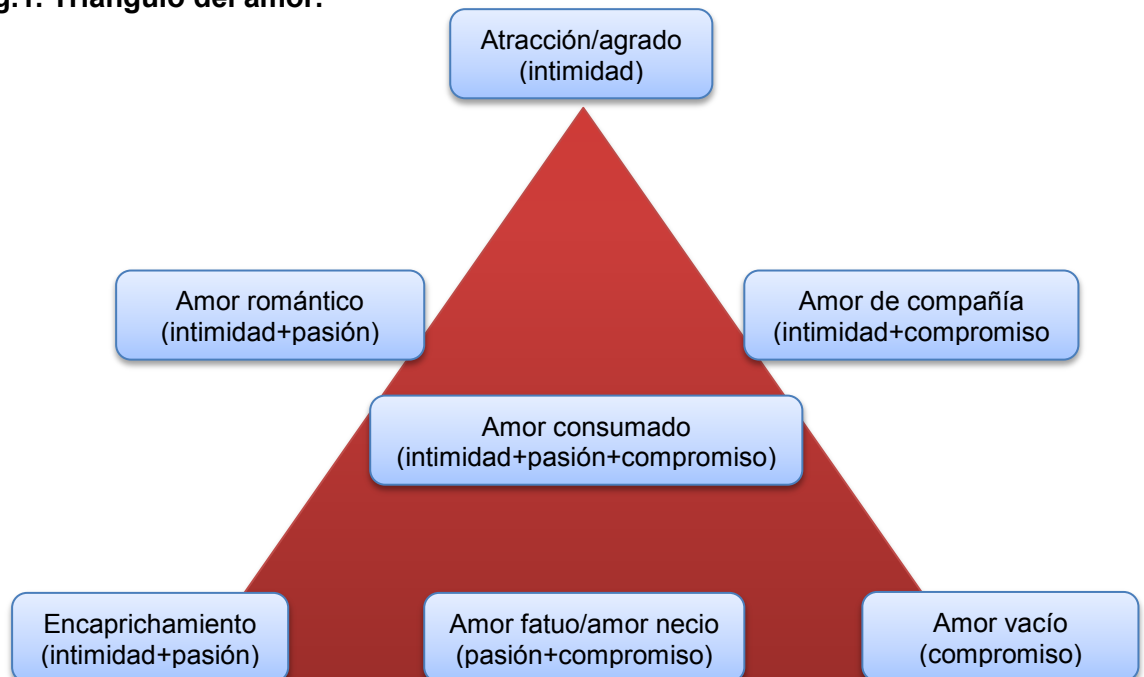 g.1. Triángulo del amor.
Atracción/agrado
(intimidad)
Amor romántico
(intimidad+pasión)
Amor de compañía
(intimidad+compromiso
Amor consumado
(intimidad+pasión+compromiso)
Encaprichamiento
(intimidad+pasión)
Amor fatuo/amor necio
(pasión+compromiso)
Amor vacío
(compromiso)